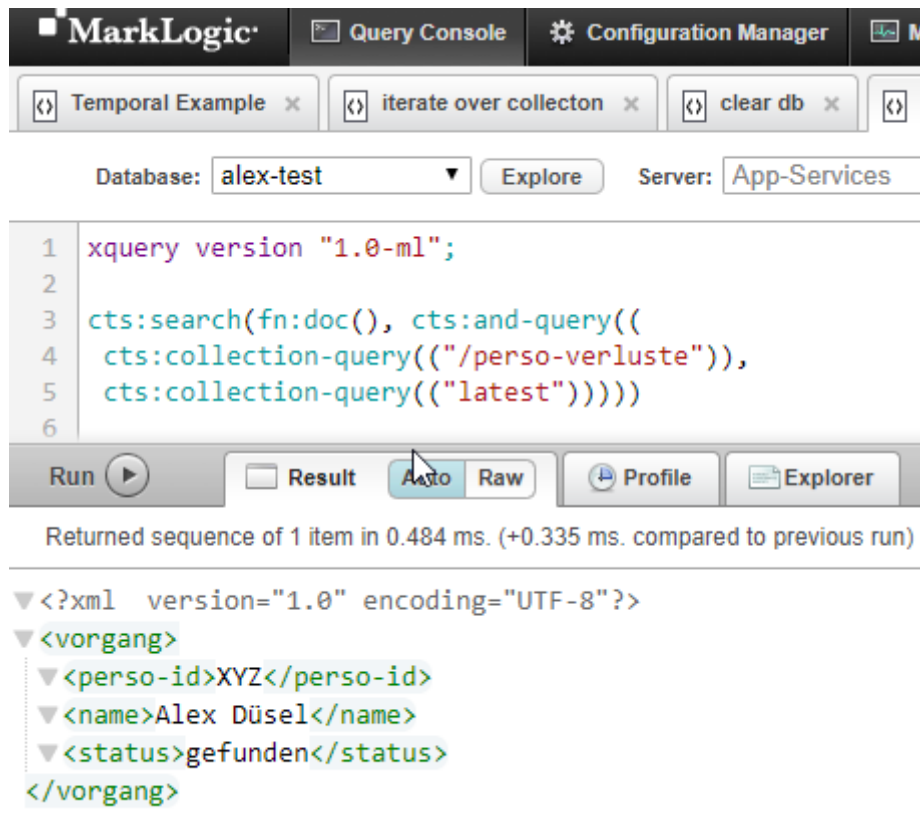 MarkLogic Query Console Configuration Manager M
Temporal Example × iterate over collecton × clear db ×
Database: alex-test Explore Server: App-Services
1 xquery version "1.0-ml";
2
3 cts:search(fn:doc(), cts:and-query((
4 cts:collection-query(("/perso-verluste")),
5 cts:collection-query(("latest")))))
6
Run Result Auto Raw Profile Explorer
Returned sequence of 1 item in 0.484 ms. (+0.335 ms. compared to previous run)
<?xml version="1.0" encoding="UTF-8"?>
<vorgang>
<perso-id>XYZ</perso-id>
<name>Alex Düsel</name>
<status>gefunden</status>
</vorgang>